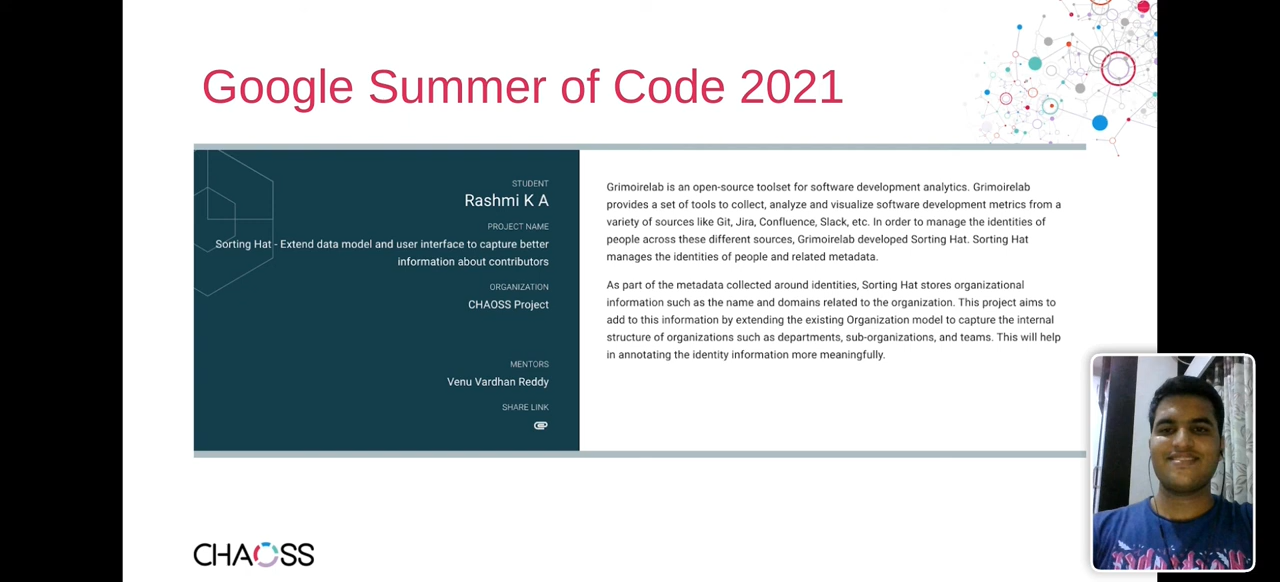 Google Summer of Code 2021
STUDENT
Rashmi K A
PROJECT NAME
Sorting Hat - Extend data model and user interface to capture better
information about contributors
ORGANIZATION
CHAOSS Project
MENTORS
Venu Vardhan Reddy
SHARE LINK
Grimoirelab is an open-source toolset for software development analytics. Grimoirelab
provides a set of tools to collect, analyze and visualize software development metrics from a
variety of sources like Git, Jira, Confluence, Slack, etc. In order to manage the identities of
people across these different sources, Grimoirelab developed Sorting Hat. Sorting Hat
manages the identities of people and related metadata.
As part of the metadata collected around identities, Sorting Hat stores organizational
information such as the name and domains related to the organization. This project aims to
add to this information by extending the existing Organization model to capture the internal
structure of organizations such as departments, sub-organizations, and teams. This will help
in annotating the identity information more meaningfully.
CHAOSS